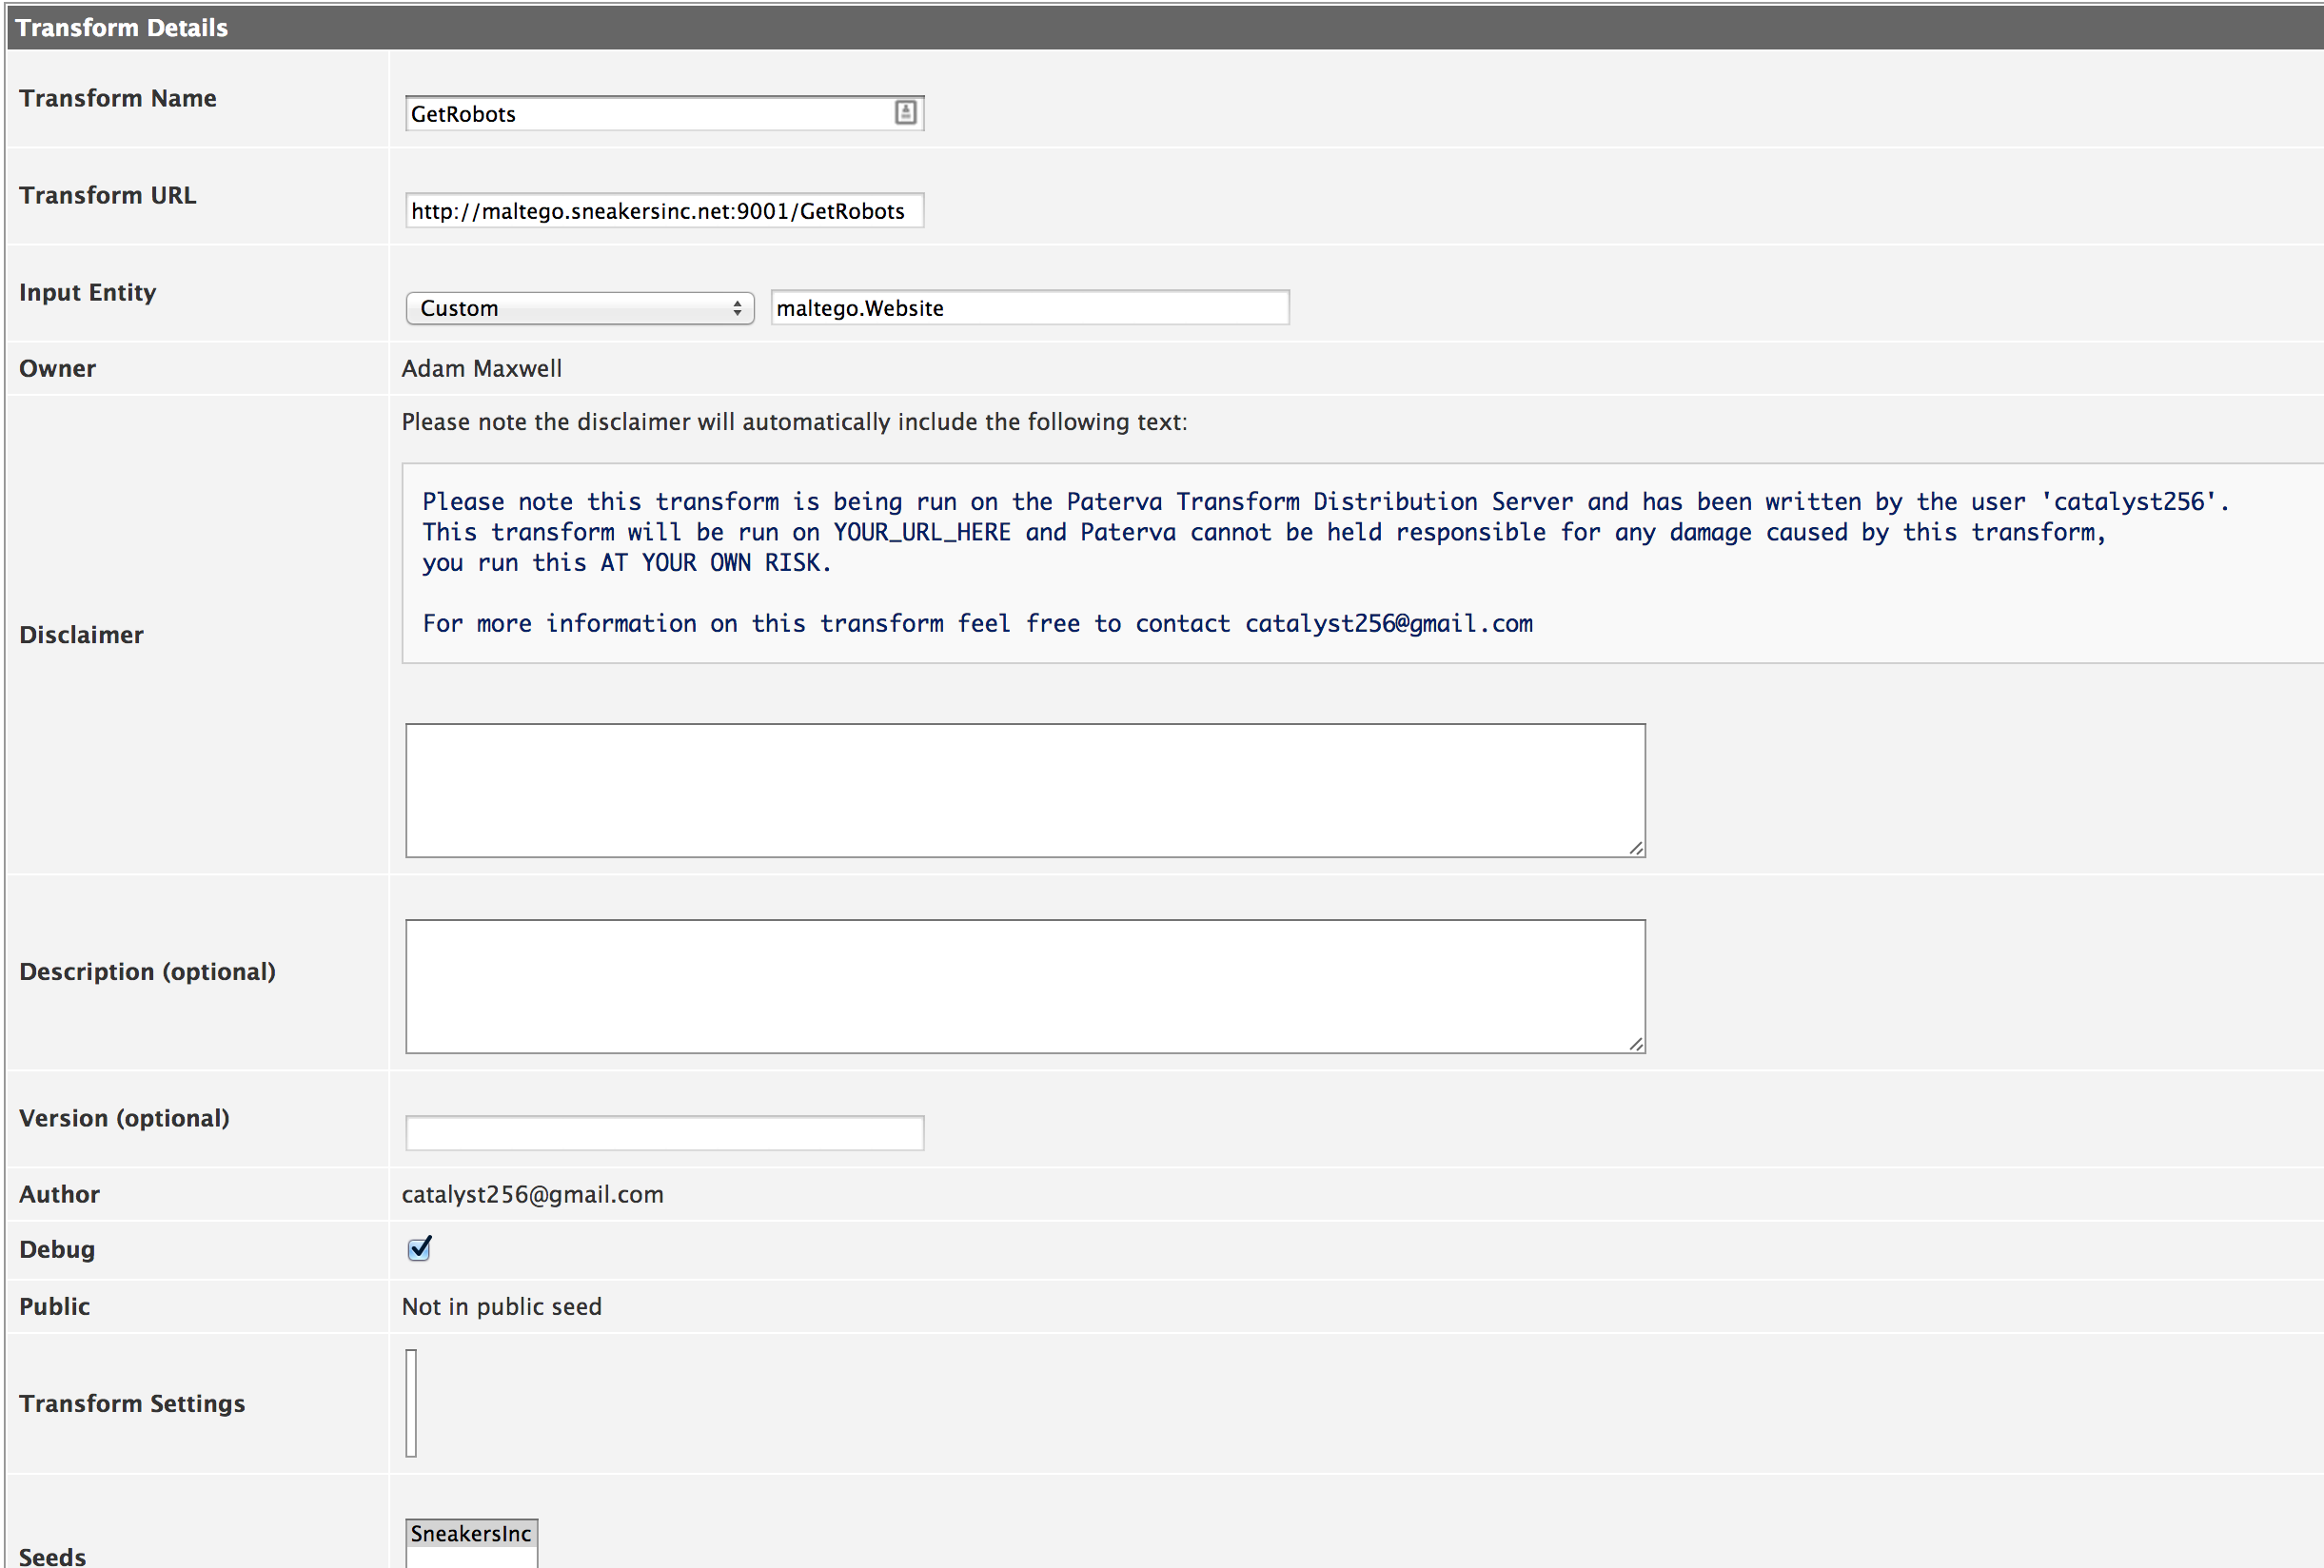 Transform Details
Transform Name
GetRobots
Transform URL
http://maltego.sneakersinc.net:9001/GetRobots
Input Entity
Custom
maltego.Website
Owner
Adam Maxwell
Disclaimer
Please note the disclaimer will automatically include the following text:
Please note this transform is being run on the Paterva Transform Distribution Server and has been written by the user 'catalyst256'.
This transform will be run on YOUR_URL_HERE and Paterva cannot be held responsible for any damage caused by this transform,
you run this AT YOUR OWN RISK.
For more information on this transform feel free to contact catalyst256@gmail.com
Description (optional)
Version (optional)
Author
catalyst256@gmail.com
Debug
Public
Not in public seed
Transform Settings
Seeds
SneakersInc